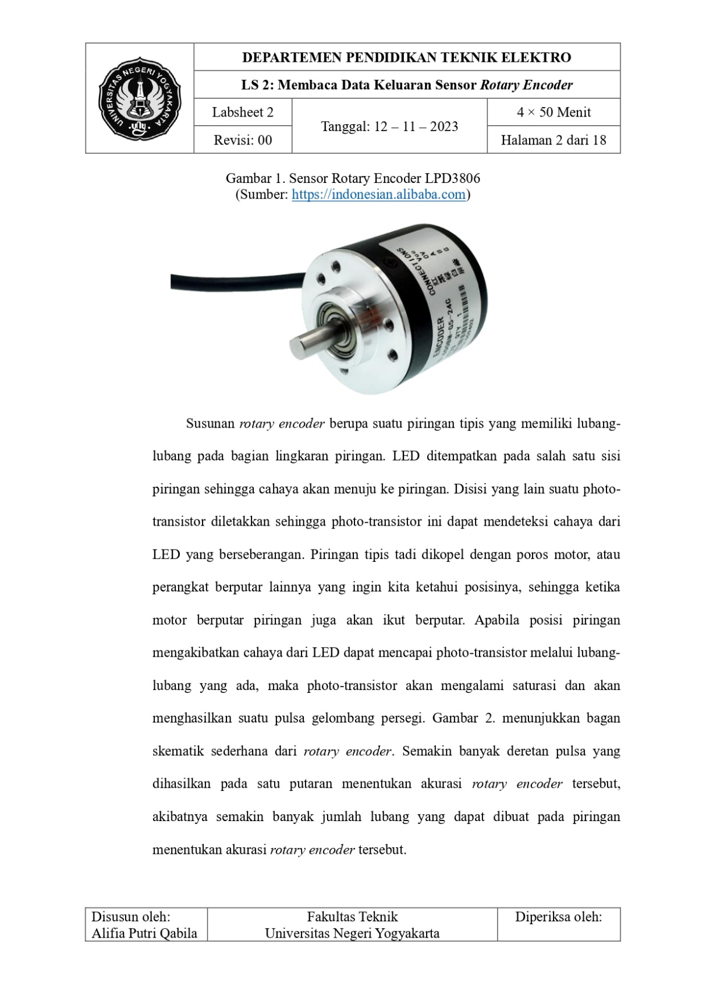 UNIVERSITAS NEGERI YOGYAKARTA
uny
DEPARTEMEN PENDIDIKAN TEKNIK ELEKTRO
LS 2: Membaca Data Keluaran Sensor Rotary Encoder
Labsheet 2
Tanggal: 12 – 11 – 2023
4 × 50 Menit
Revisi: 00
Halaman 2 dari 18
Gambar 1. Sensor Rotary Encoder LPD3806
(Sumber: https://indonesian.alibaba.com)
CONNECTIONS
Vcc
0V
A
B
G
ENCODER
600BM-G5-24C
QTY 1
Susunan rotary encoder berupa suatu piringan tipis yang memiliki lubang-
lubang pada bagian lingkaran piringan. LED ditempatkan pada salah satu sisi
piringan sehingga cahaya akan menuju ke piringan. Disisi yang lain suatu photo-
transistor diletakkan sehingga photo-transistor ini dapat mendeteksi cahaya dari
LED yang berseberangan. Piringan tipis tadi dikopel dengan poros motor, atau
perangkat berputar lainnya yang ingin kita ketahui posisinya, sehingga ketika
motor berputar piringan juga akan ikut berputar. Apabila posisi piringan
mengakibatkan cahaya dari LED dapat mencapai photo-transistor melalui lubang-
lubang yang ada, maka photo-transistor akan mengalami saturasi dan akan
menghasilkan suatu pulsa gelombang persegi. Gambar 2. menunjukkan bagan
skematik sederhana dari rotary encoder. Semakin banyak deretan pulsa yang
dihasilkan pada satu putaran menentukan akurasi rotary encoder tersebut,
akibatnya semakin banyak jumlah lubang yang dapat dibuat pada piringan
menentukan akurasi rotary encoder tersebut.
Disusun oleh:
Alifia Putri Qabila
Fakultas Teknik
Universitas Negeri Yogyakarta
Diperiksa oleh: